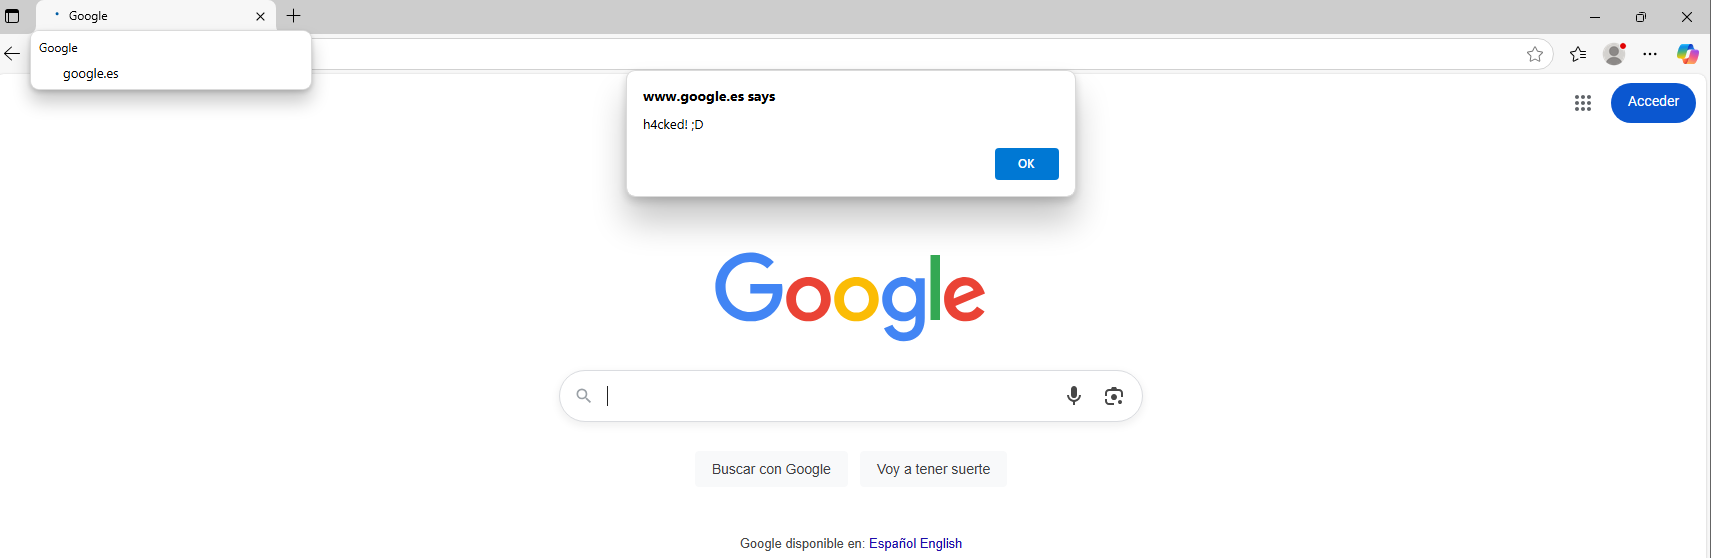 Google
Google
google.es
www.google.es says
h4cked! ;D
OK
Acceder
Google
Buscar con Google
Voy a tener suerte
Google disponible en: Español English